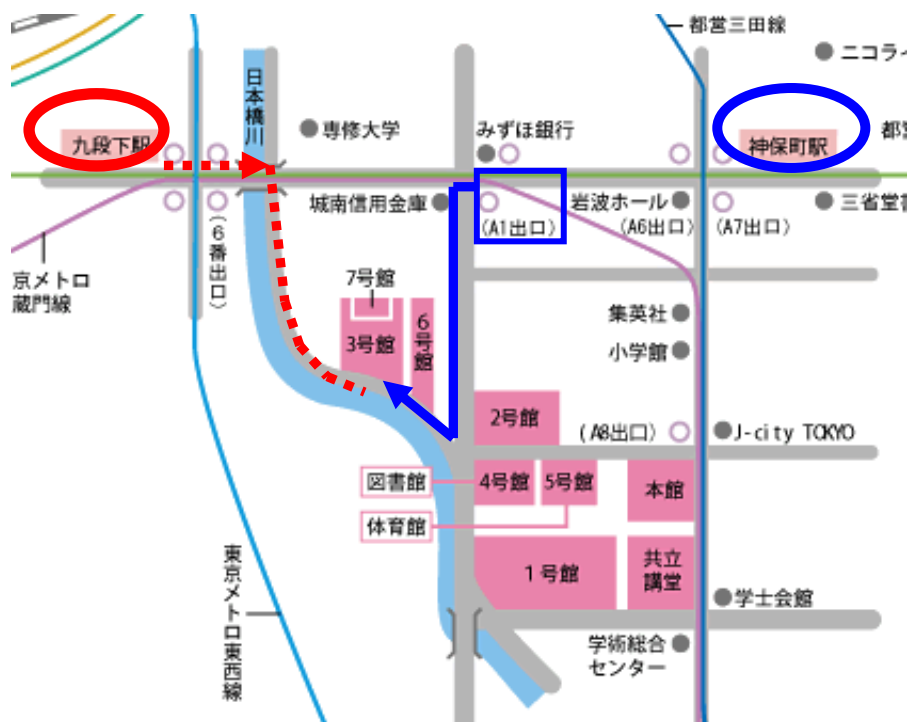 都営三田線
ニコライ
日本橋川
専修大学
みずほ銀行
九段下駅
神保町駅
都営
城南信用金庫
岩波ホール
三省堂書
(A1出口)
(A6出口)
(A7出口)
(6番出口)
京メトロ
蔵門線
7号館
6号館
3号館
集英社
小学館
2号館
(A8出口)
J-city TOKYO
図書館
4号館
5号館
本館
体育館
1号館
共立
講堂
東京メトロ東西線
学士会館
学術総合
センター